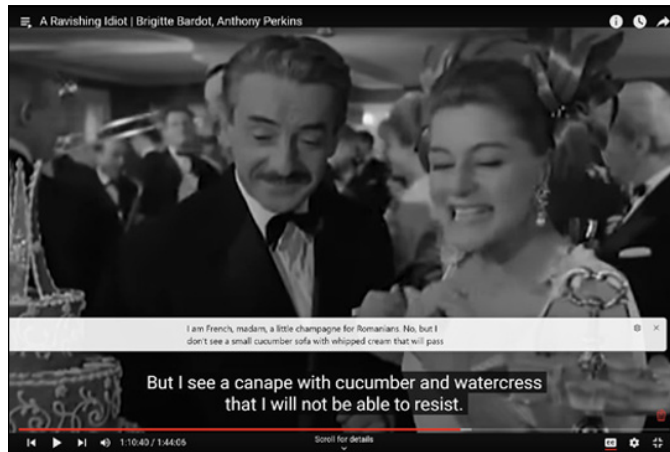 A Ravishing Idiot | Brigitte Bardot, Anthony Perkins
I am French, madam, a little champagne for Romanians. No, but I
don't see a small cucumber sofa with whipped cream that will pass
But I see a canape with cucumber and watercress
that I will not be able to resist.
1:10:40 / 1:44:06
Scroll for details